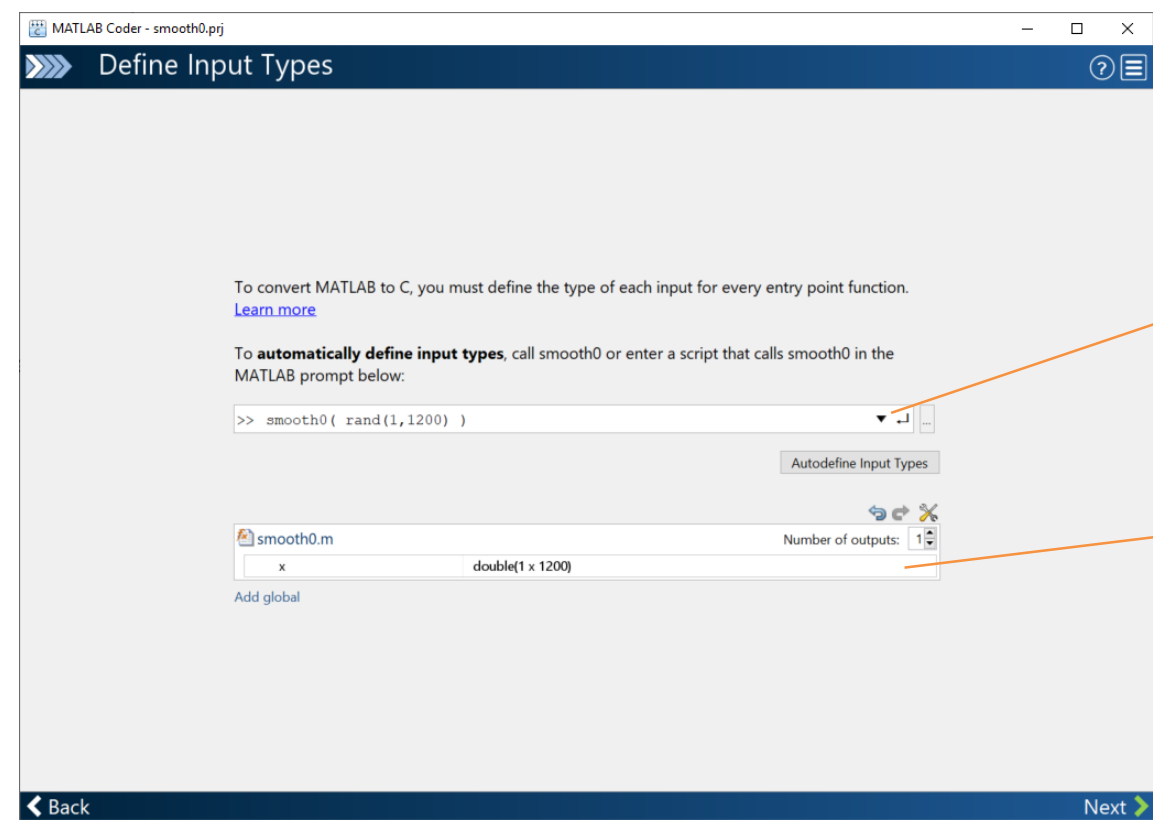 MATLAB Coder - smooth0.prj
Define Input Types
To convert MATLAB to C, you must define the type of each input for every entry point function.
Learn more
To automatically define input types, call smooth0 or enter a script that calls smooth0 in the
MATLAB prompt below:
>> smooth0( rand(1,1200) )
...
Autodefine Input Types
smooth0.m Number of outputs: 1
x double(1 x 1200)
Add global
Back Next